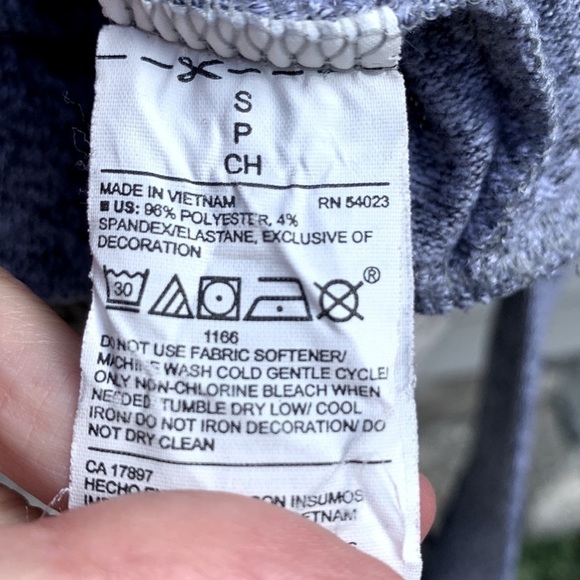 S
P
CH
MADE IN VIETNAM RN 54023
US: 96% POLYESTER, 4%
SPANDEX/ELASTANE, EXCLUSIVE OF
DECORATION
30 ®
1166
DO NOT USE FABRIC SOFTENER/
MACHINE WASH COLD GENTLE CYCLE/
ONLY NON-CHLORINE BLEACH WHEN
NEEDED/ TUMBLE DRY LOW/ COOL
IRON/ DO NOT IRON DECORATION/ DO
NOT DRY CLEAN
CA 17897
HECHO CON INSUMOS